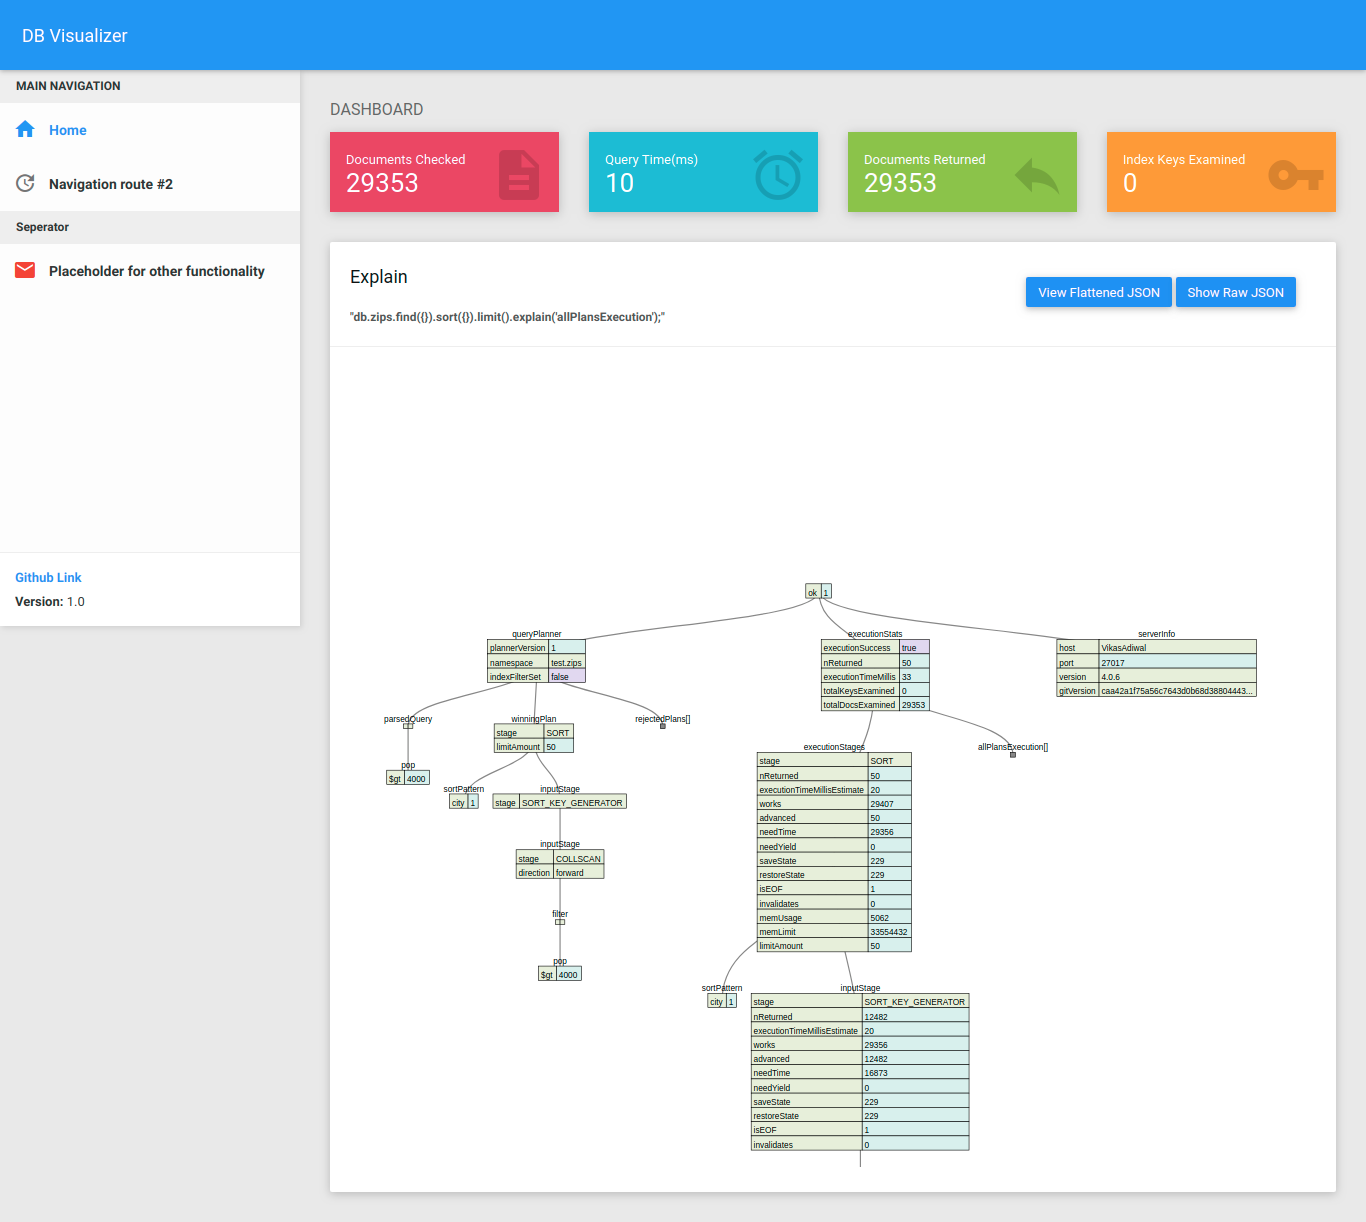 DB Visualizer
MAIN NAVIGATION
Home
Navigation route #2
Seperator
Placeholder for other functionality
Github Link
Version: 1.0
DASHBOARD
Documents Checked
29353
Query Time(ms)
10
Documents Returned
29353
Index Keys Examined
0
Explain
View Flattened JSON
Show Raw JSON
"db.zips.find({}).sort({}).limit().explain('allPlansExecution');"
ok 1
queryPlanner
plannerVersion 1
namespace test.zips
indexFilterSet false
executionStats
executionSuccess true
nReturned 50
executionTimeMillis 33
totalKeysExamined 0
totalDocsExamined 29353
serverInfo
host VikasAdiwal
port 27017
version 4.0.6
gitVersion caa42a1f75a56c7643d0b68d38804443...
parsedQuery
pop
$gt 4000
winningPlan
stage SORT
limitAmount 50
rejectedPlans[]
sortPattern
city 1
inputStage
stage SORT_KEY_GENERATOR
inputStage
stage COLLSCAN
direction forward
filter
pop
$gt 4000
executionStages
stage SORT
nReturned 50
executionTimeMillisEstimate 20
works 29407
advanced 50
needTime 29356
needYield 0
saveState 229
restoreState 229
isEOF 1
invalidates 0
memUsage 5062
memLimit 33554432
limitAmount 50
allPlansExecution[]
sortPattern
city 1
inputStage
stage SORT_KEY_GENERATOR
nReturned 12482
executionTimeMillisEstimate 20
works 29356
advanced 12482
needTime 16873
needYield 0
saveState 229
restoreState 229
isEOF 1
invalidates 0